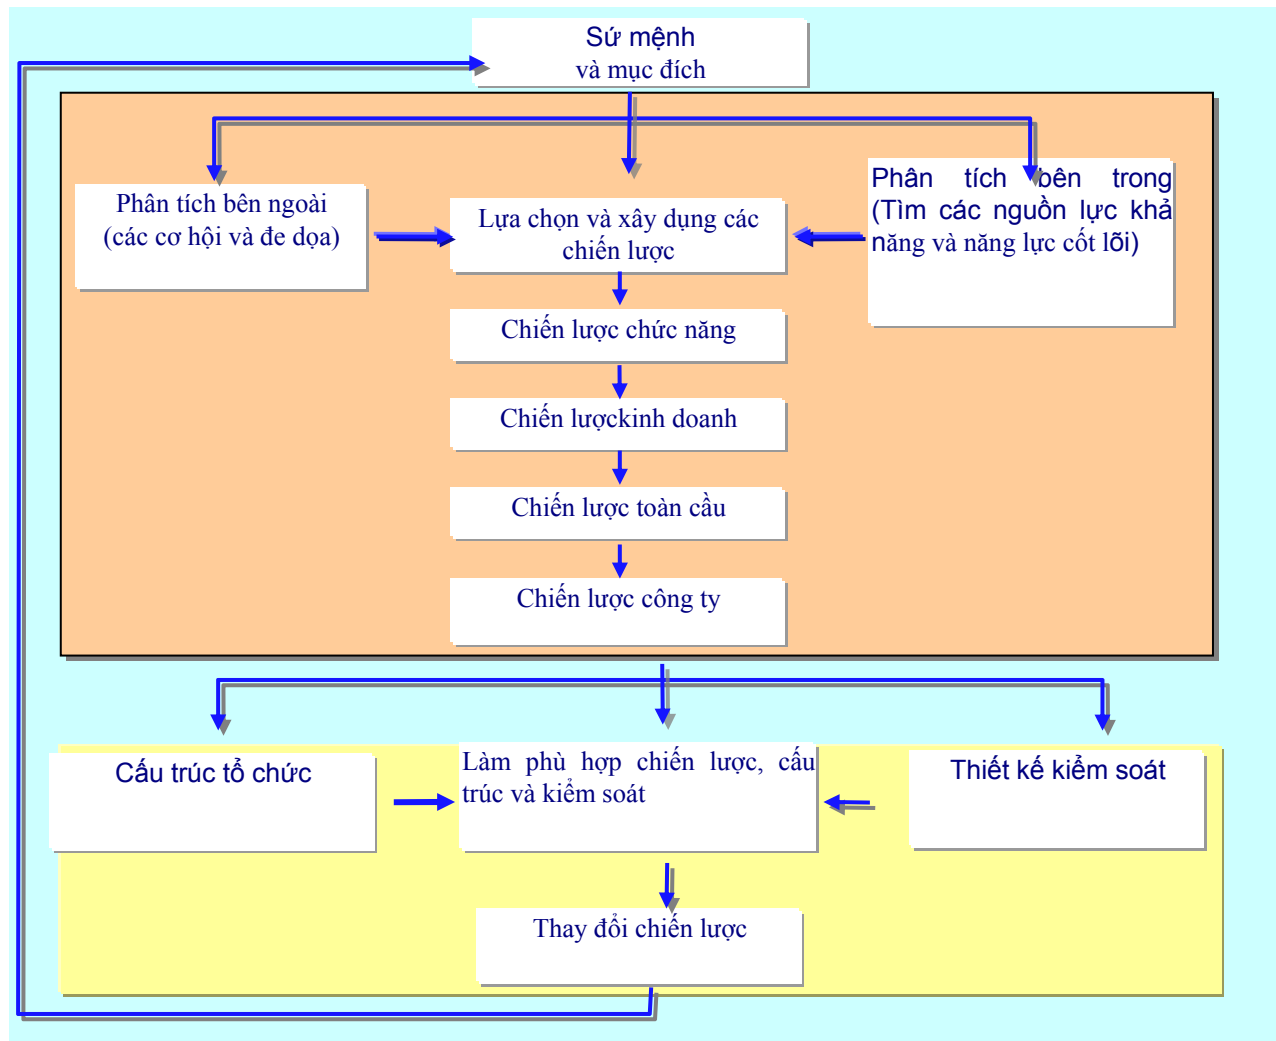 Sứ mệnh
và mục đích
Phân tích bên ngoài
(các cơ hội và đe dọa)
Lựa chọn và xây dụng các
chiến lược
Phân tích bên trong
(Tìm các nguồn lực khả
năng và năng lực cốt lõi)
Chiến lược chức năng
Chiến lượckinh doanh
Chiến lược toàn cầu
Chiến lược công ty
Cấu trúc tổ chức
Làm phù hợp chiến lược, cấu
trúc và kiểm soát
Thiết kế kiểm soát
Thay đổi chiến lược